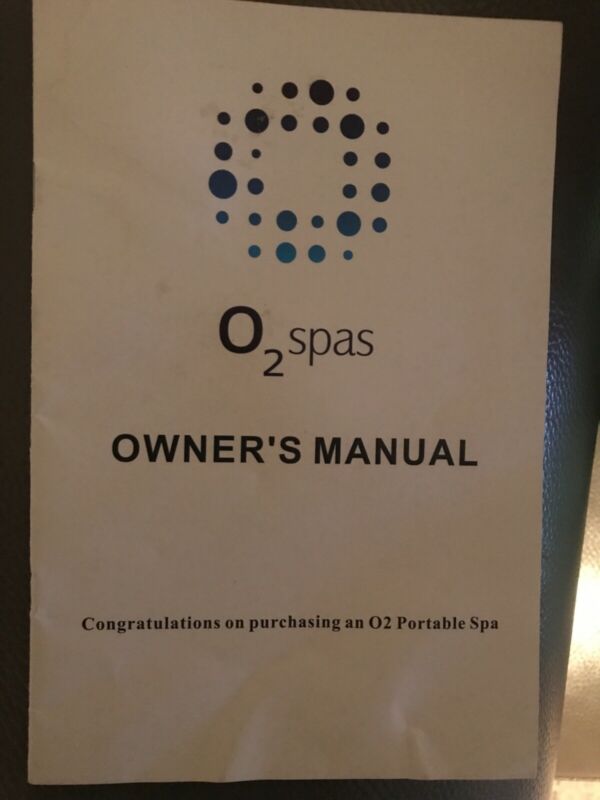 O2 spas
OWNER'S MANUAL
Congratulations on purchasing an O2 Portable Spa